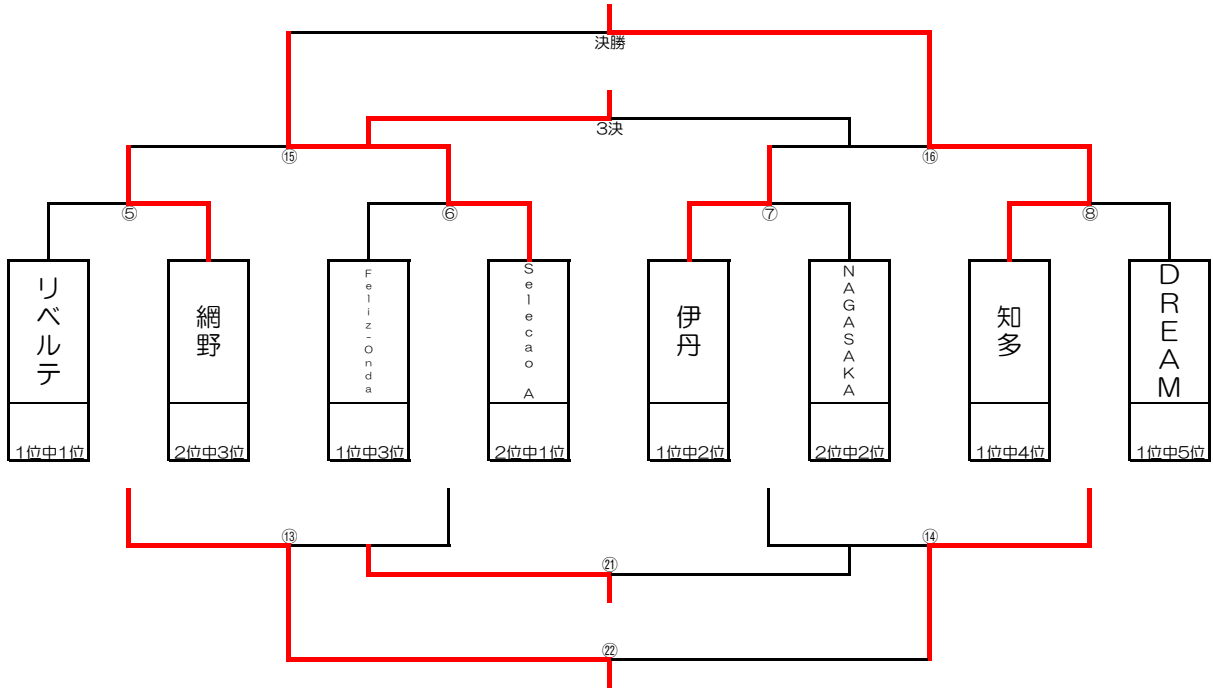 決勝
3決
⑮
⑯
⑤
⑥
⑦
⑧
リベルテ
網野
Feliz-Onda
Selecao A
伊丹
NAGASAKA
知多
DREAM
1位中1位
2位中3位
1位中3位
2位中1位
1位中2位
2位中2位
1位中4位
1位中5位
⑬
⑭
㉑
㉒